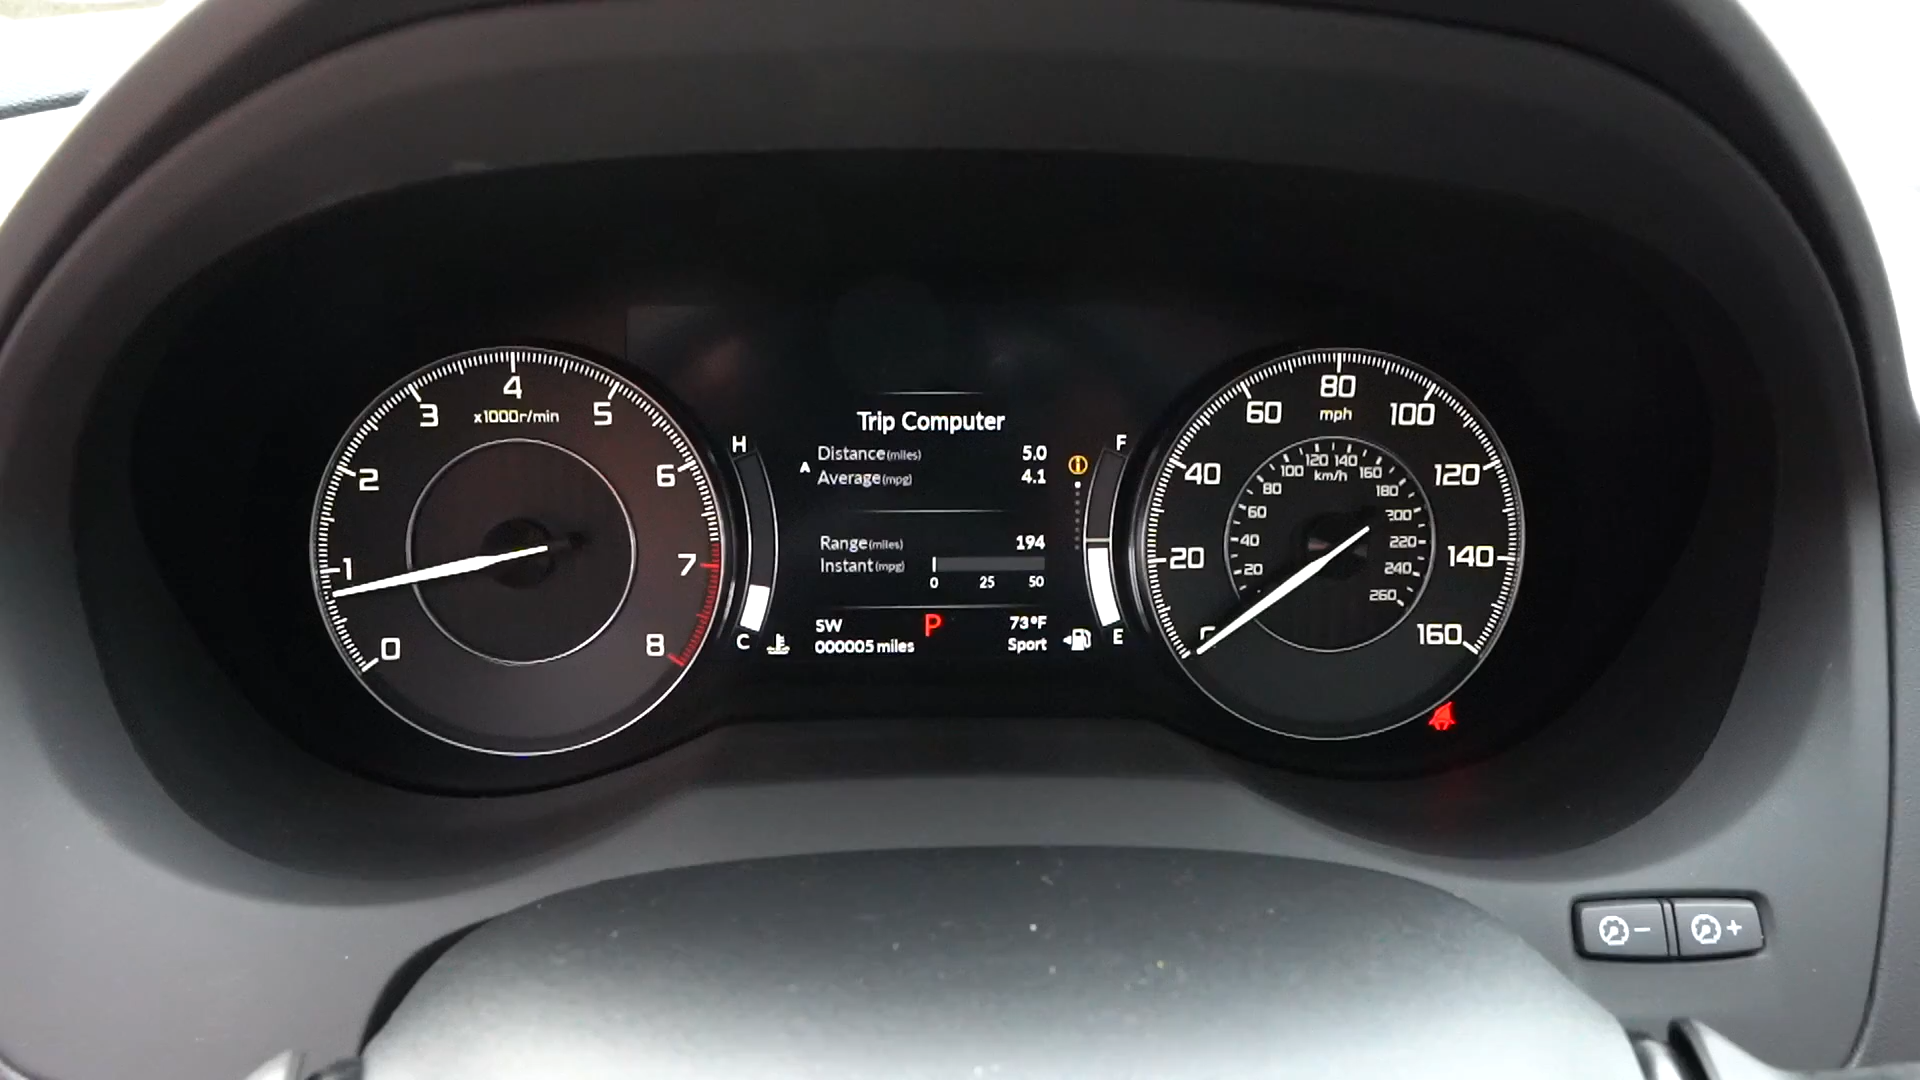 4
3 5
x1000r/min
2 6
1 7
0 8
H
C
Trip Computer
A
Distance(miles) 5.0
Average(mpg) 4.1
Range(miles) 194
Instant(mpg)
0 25 50
SW P 73°F
000005 miles Sport
F
E
80
60 mph 100
40 120
20 140
160
120 140
100 km/h 160
80 180
60
40 220
20 240
260
- +